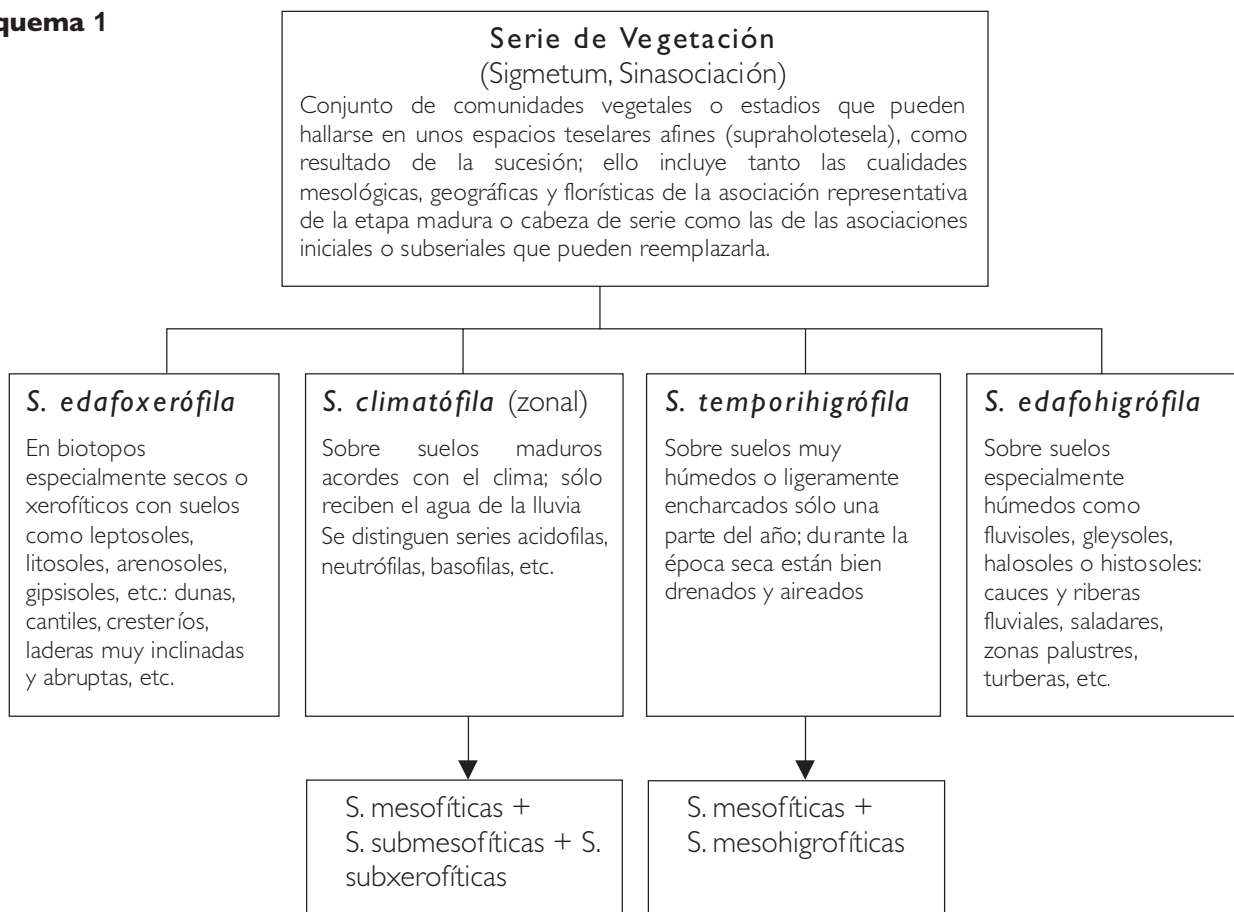 quema 1
Serie de Vegetación
(Sigmetum, Sinasociación)
Conjunto de comunidades vegetales o estadios que pueden
hallarse en unos espacios teselares afines (supraholotesela), como
resultado de la sucesión; ello incluye tanto las cualidades
mesológicas, geográficas y florísticas de la asociación representativa
de la etapa madura o cabeza de serie como las de las asociaciones
iniciales o subseriales que pueden reemplazarla.
S. edafoxerófila
En biotopos
especialmente secos o
xerofíticos con suelos
como leptosoles,
litosoles, arenosoles,
gipsisoles, etc.: dunas,
cantiles, cresteríos,
laderas muy inclinadas
y abruptas, etc.
S. climatófila (zonal)
Sobre suelos maduros
acordes con el clima; sólo
reciben el agua de la lluvia
Se distinguen series acidofilas,
neutrófilas, basofilas, etc.
S. temporihigrófila
Sobre suelos muy
húmedos o ligeramente
encharcados sólo una
parte del año; durante la
época seca están bien
drenados y aireados
S. edafohigrófila
Sobre suelos
especialmente
húmedos como
fluvisoles, gleysoles,
halosoles o histosoles:
cauces y riberas
fluviales, saladares,
zonas palustres,
turberas, etc.
S. mesofíticas +
S. submesofíticas + S.
subxerofíticas
S. mesofíticas +
S. mesohigrofíticas